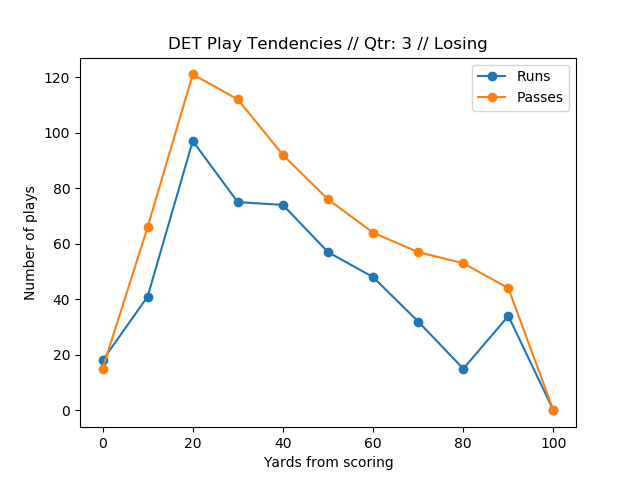 DET Play Tendencies // Qtr: 3 // Losing
Runs
Passes
Number of plays
120
100
80
60
40
20
0
0 20 40 60 80 100
Yards from scoring